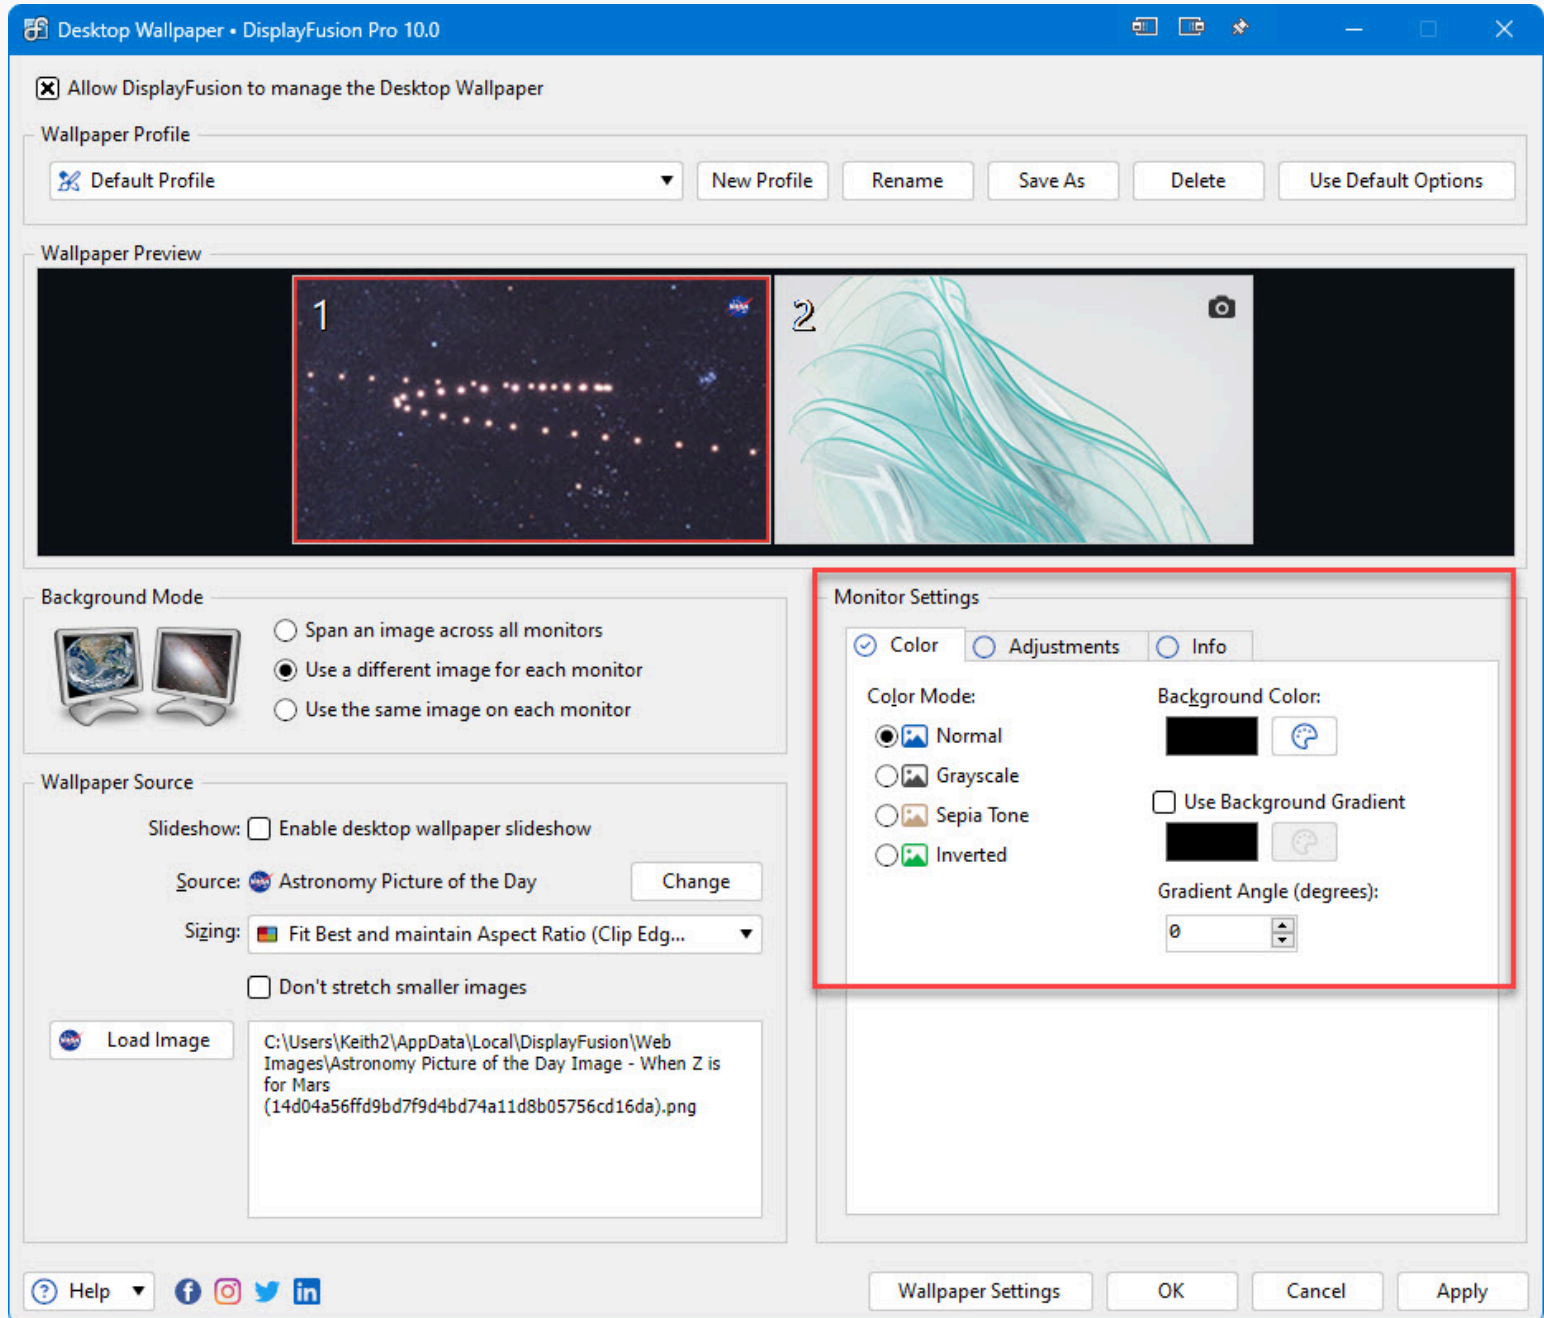 Desktop Wallpaper • DisplayFusion Pro 10.0
Allow DisplayFusion to manage the Desktop Wallpaper
Wallpaper Profile
Default Profile
New Profile
Rename
Save As
Delete
Use Default Options
Wallpaper Preview
1
2
Background Mode
Span an image across all monitors
Use a different image for each monitor
Use the same image on each monitor
Wallpaper Source
Slideshow: Enable desktop wallpaper slideshow
Source: Astronomy Picture of the Day
Change
Sizing: Fit Best and maintain Aspect Ratio (Clip Edg...
Don't stretch smaller images
Load Image
C:\Users\Keith2\AppData\Local\DisplayFusion\Web
Images\Astronomy Picture of the Day Image - When Z is
for Mars
(14d04a56ffd9bd7f9d4bd74a11d8b05756cd16da).png
Monitor Settings
Color
Adjustments
Info
Color Mode:
Normal
Grayscale
Sepia Tone
Inverted
Background Color:
Use Background Gradient
Gradient Angle (degrees):
0
Help
Wallpaper Settings
OK
Cancel
Apply